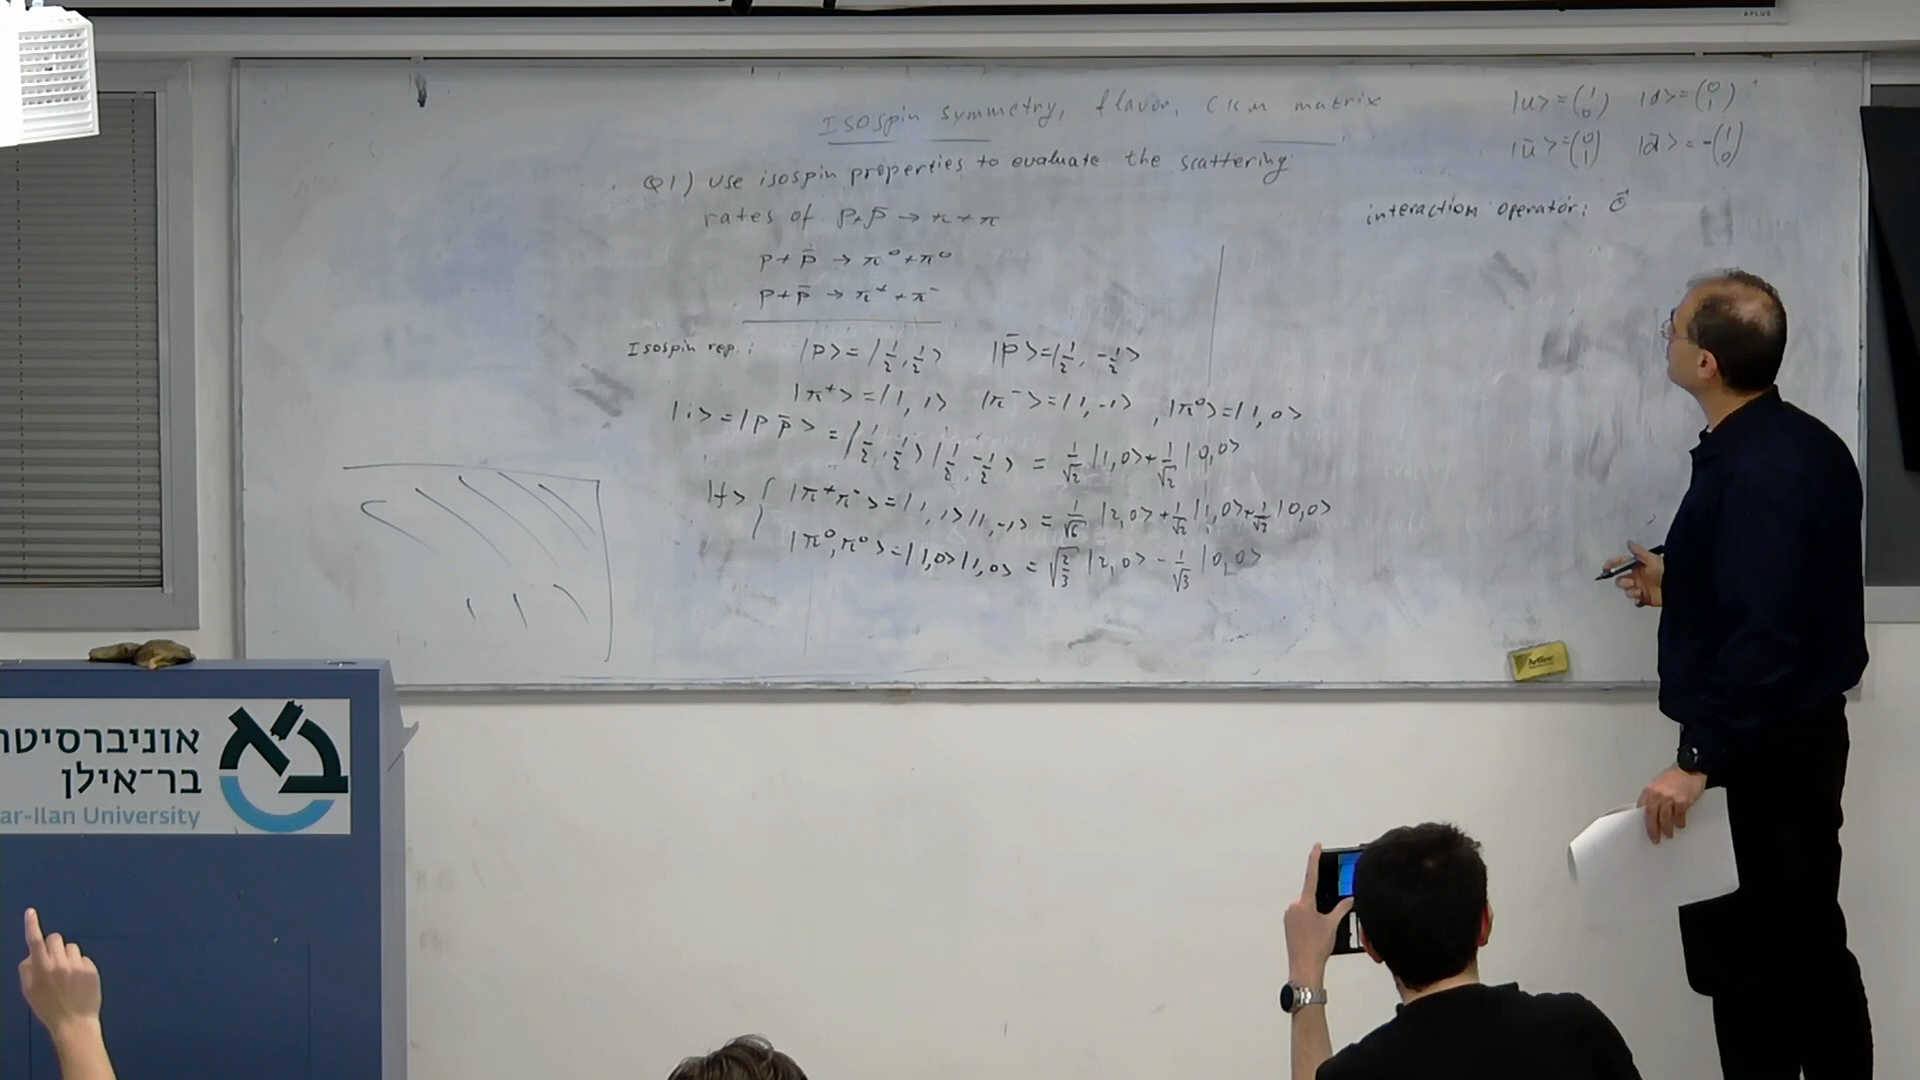 APLUS
Isospin symmetry, flavor, CKM matrix
|u>=(1 0) |d>=(0 1)
|ū>=(0 1) |d̄>=-(1 0)
Q1) Use isospin properties to evaluate the scattering
rates of p+p̄ → π+π
interaction operator: Ô
p+p̄ → π⁰+π⁰
p+p̄ → π⁺+π⁻
Isospin rep.: |p>=|1/2,1/2> |p̄>=|1/2,-1/2>
|π⁺>=|1,1> |π⁻>=|1,-1>, |π⁰>=|1,0>
|i>=|p p̄> = |1/2,1/2>|1/2,-1/2> = 1/√2 |1,0>+1/√2 |0,0>
|f> { |π⁺π⁻>=|1,1>|1,-1> = 1/√6 |2,0>+1/√2 |1,0>+1/√3 |0,0>
|π⁰,π⁰>=|1,0>|1,0> = √2/3 |2,0> - 1/√3 |0,0>
Artline
אוניברסיטת
בר־אילן
ar-Ilan University